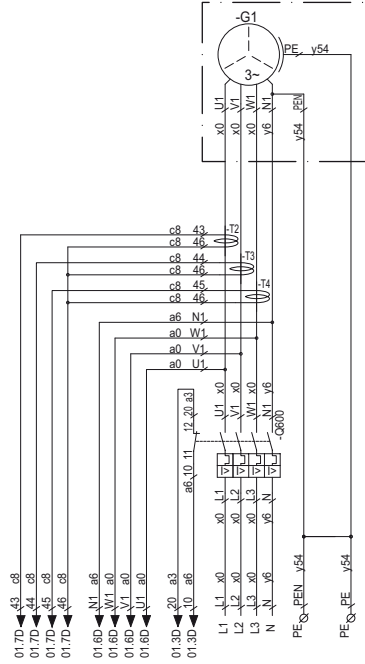 -G1
3~
PE y54
U1 V1 W1 N1 PEN
x0 x0 x0 y6 y54
c8 43 -T2
c8 46
c8 44 -T3
c8 46
c8 45 -T4
c8 46
a6 N1
a0 W1
a0 V1
a0 U1
x0 x0 x0 y6
U1 V1 W1 N1
-Q600
12 20 a3
11
a6 10
I> I> I> I>
L1 L2 L3 N
x0 x0 x0 y6
43 c8
44 c8
45 c8
46 c8
N1 a6
W1 a0
V1 a0
U1 a0
20 a3
10 a6
L1 x0
L2 x0
L3 x0
N y6
PEN y54
PE y54
01.7D
01.7D
01.7D
01.7D
01.6D
01.6D
01.6D
01.6D
01.3D
01.3D
L1
L2
L3
N
PE
PE